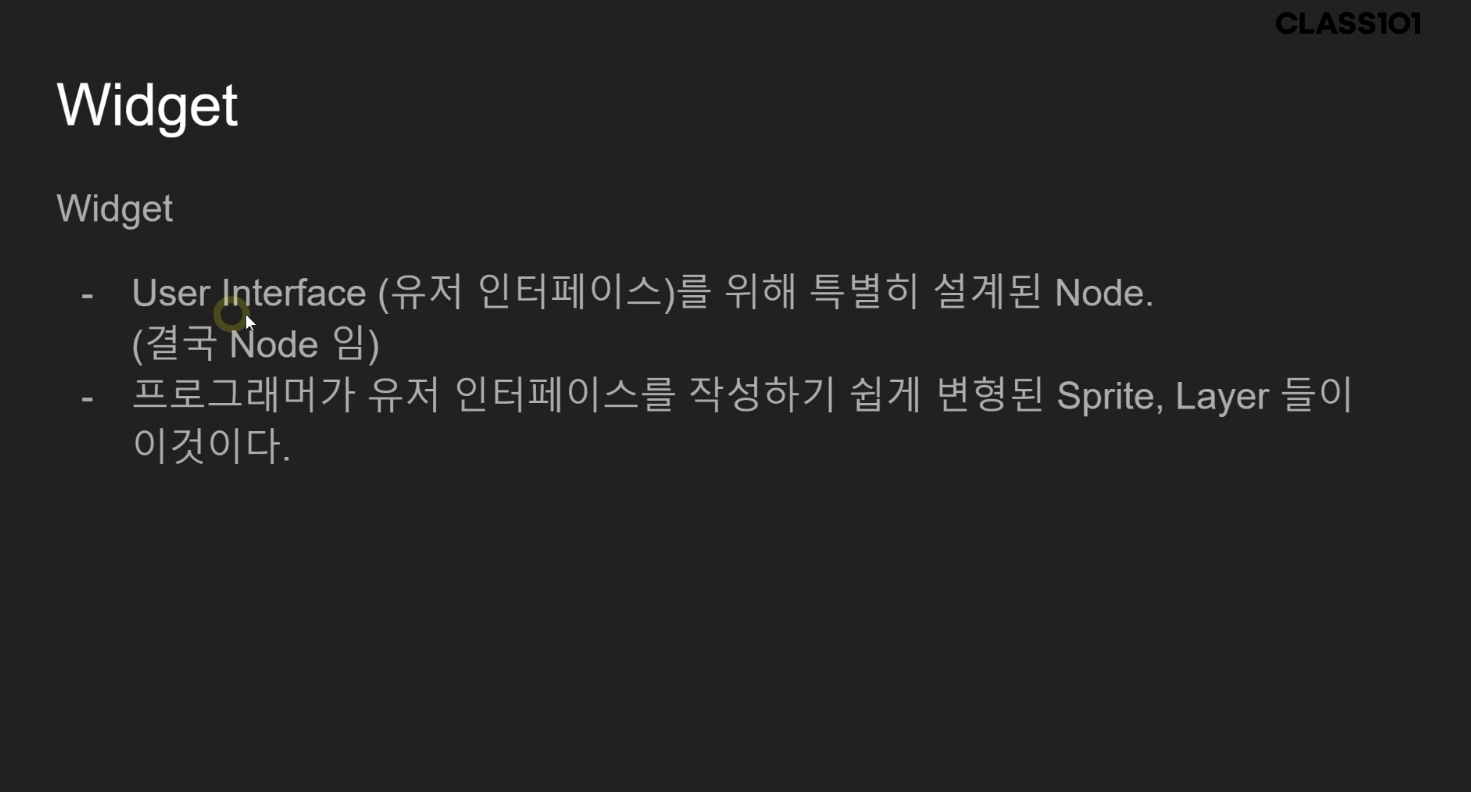 CLASS101
Widget
Widget
- User Interface (유저 인터페이스)를 위해 특별히 설계된 Node.
(결국 Node 임)
- 프로그래머가 유저 인터페이스를 작성하기 쉽게 변형된 Sprite, Layer 들이
이것이다.